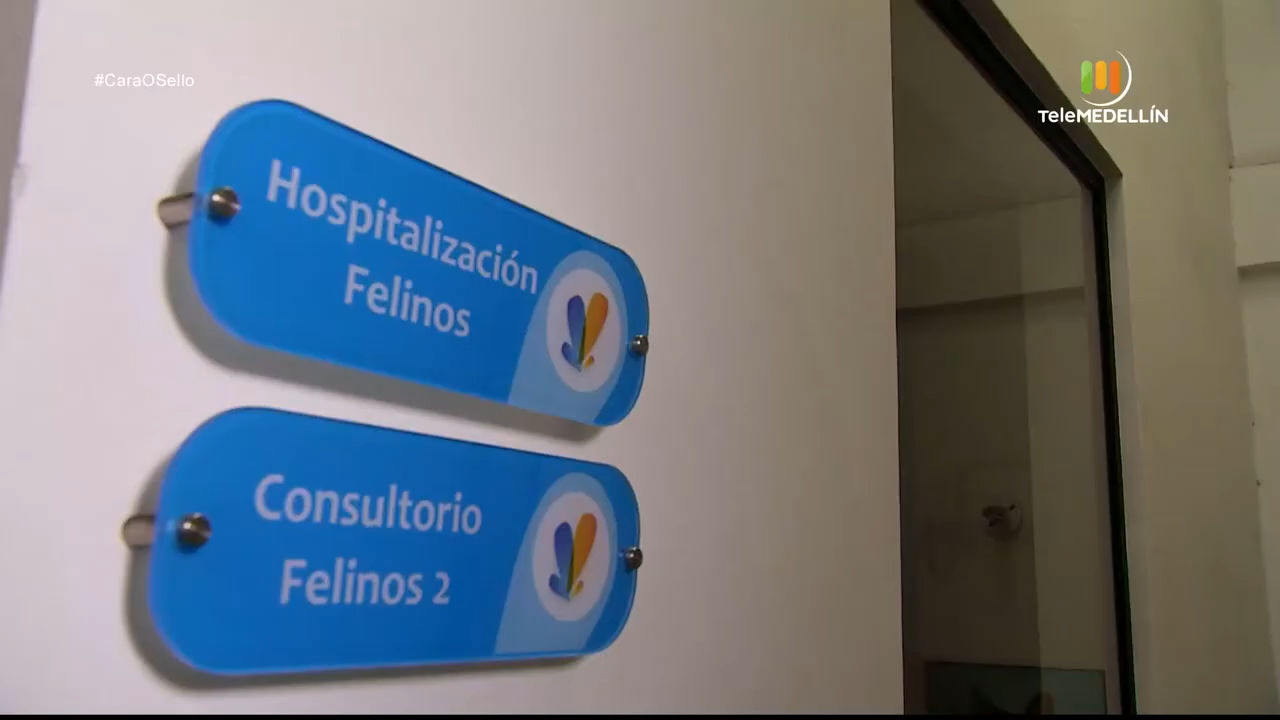 #CaraOSello
TeleMEDELLÍN
Hospitalización
Felinos
Consultorio
Felinos 2